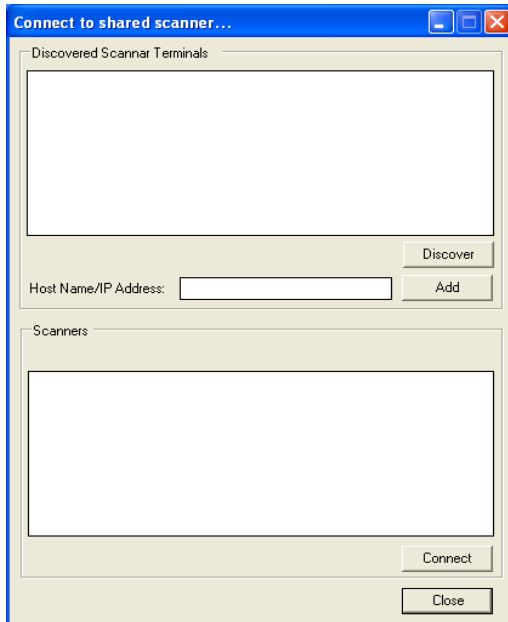 Connect to shared scanner...
Discovered Scannar Terminals
Discover
Host Name/IP Address:
Add
Scanners
Connect
Close